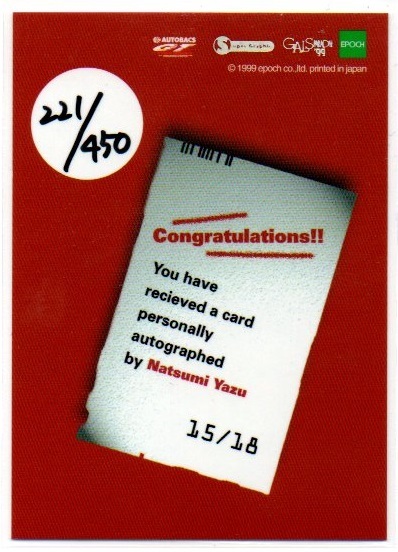 AUTOBACS
GT
GALS
'99
EPOCH
© 1999 epoch co.,ltd. printed in japan
221/450
Congratulations!!
You have
recieved a card
personally
autographed
by Natsumi Yazu
15/18